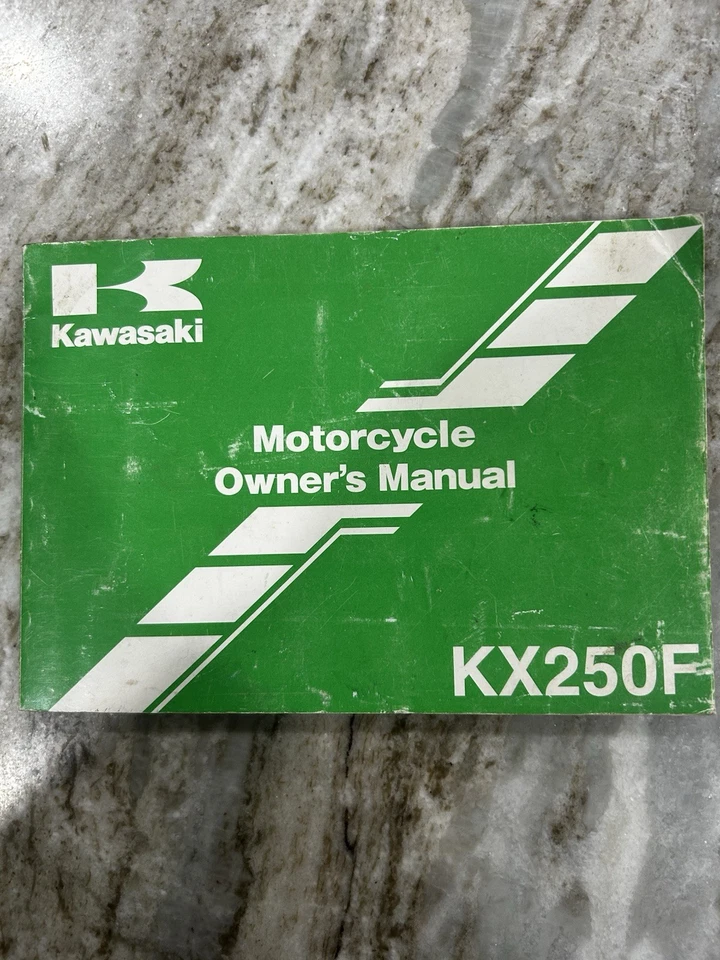 Kawasaki
Motorcycle
Owner's Manual
KX250F